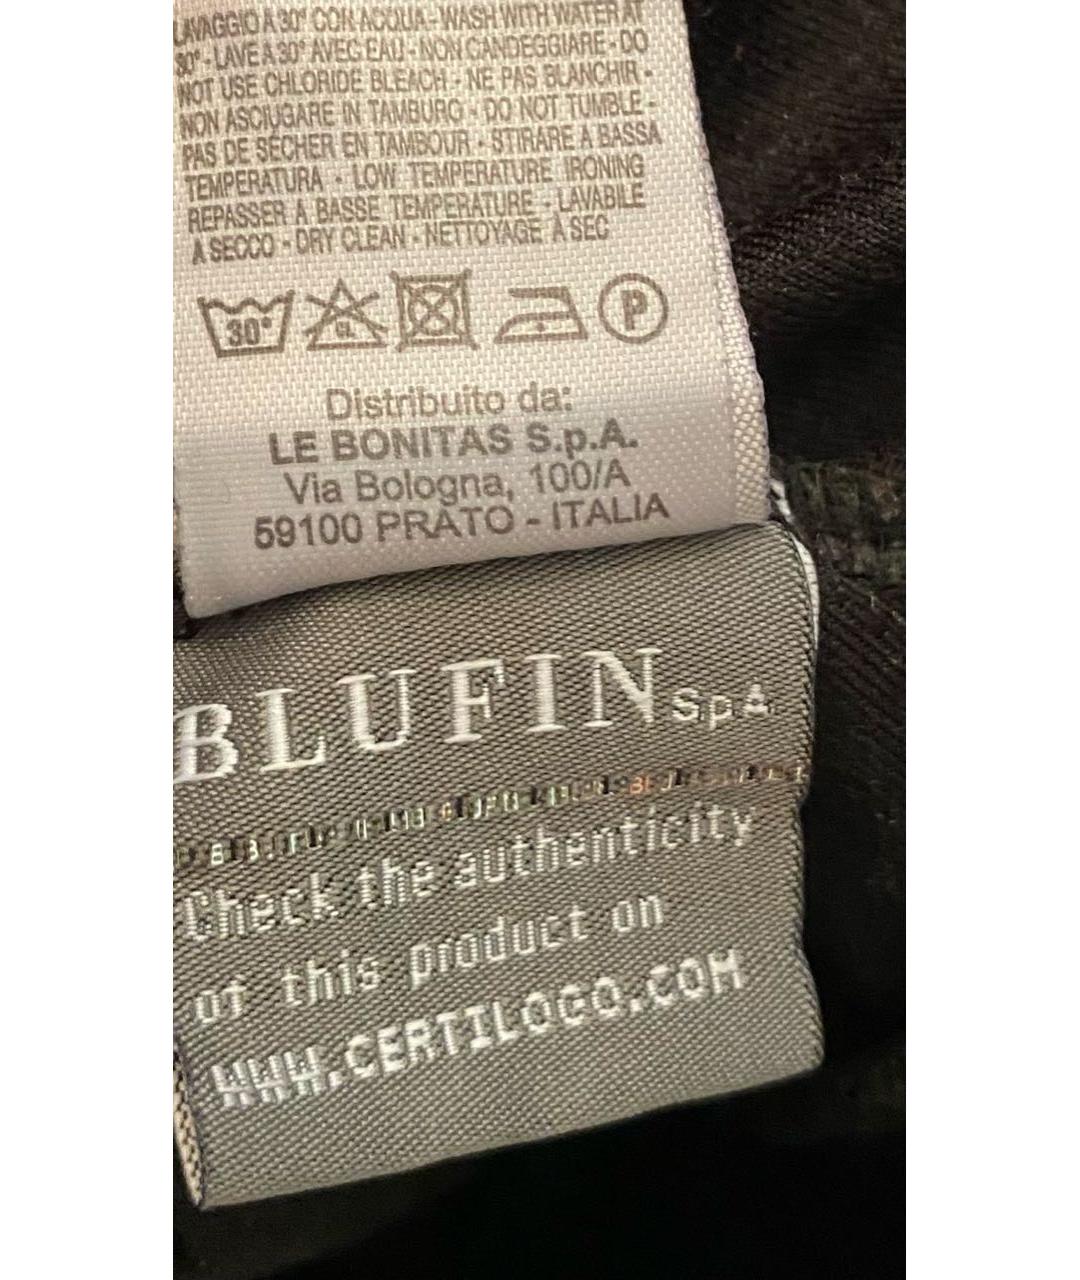 LAVAGGIO A 30° CON ACQUA - WASH WITH WATER AT
30° - LAVE A 30° AVEC EAU - NON CANDEGGIARE - DO
NOT USE CHLORIDE BLEACH - NE PAS BLANCHIR -
NON ASCIUGARE IN TAMBURO - DO NOT TUMBLE -
PAS DE SÉCHER EN TAMBOUR - STIRARE A BASSA
TEMPERATURA - LOW TEMPERATURE IRONING
REPASSER À BASSE TEMPERATURE - LAVABILE
A SECCO - DRY CLEAN - NETTOYAGE À SEC
30° CL P
Distribuito da:
LE BONITAS S.p.A.
Via Bologna, 100/A
59100 PRATO - ITALIA
BLUFIN SpA
Check the authenticity
of this product on
WWW.CERTILOGO.COM